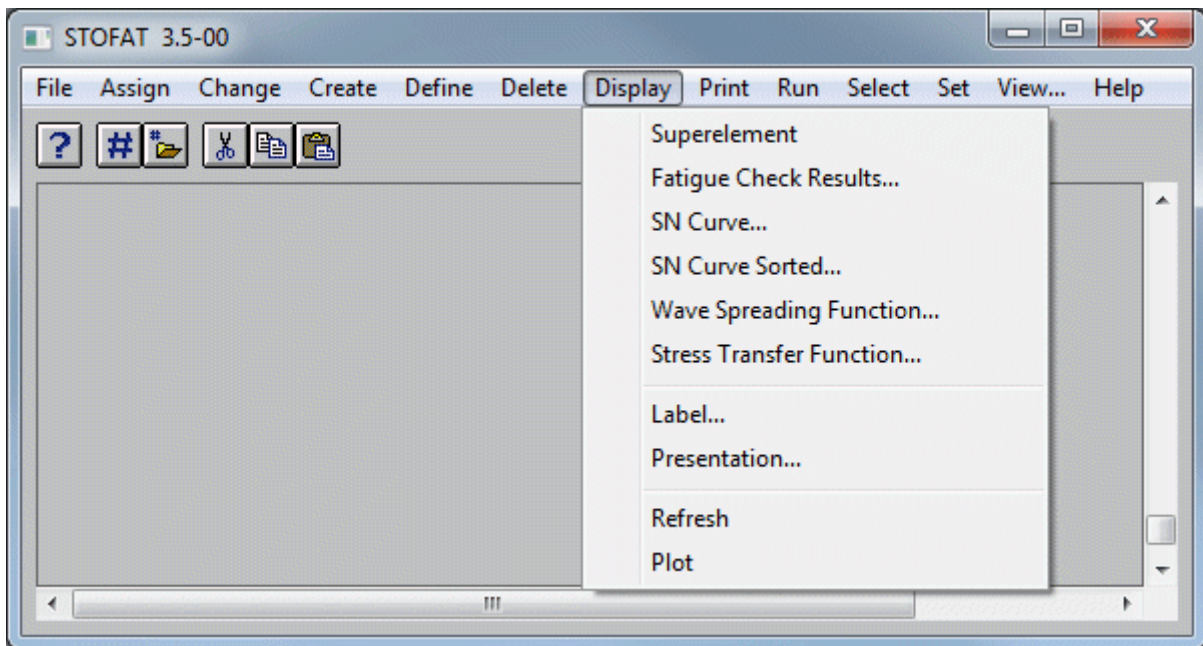 STOFAT 3.5-00
File Assign Change Create Define Delete Display Print Run Select Set View... Help
Superelement
Fatigue Check Results...
SN Curve...
SN Curve Sorted...
Wave Spreading Function...
Stress Transfer Function...
Label...
Presentation...
Refresh
Plot